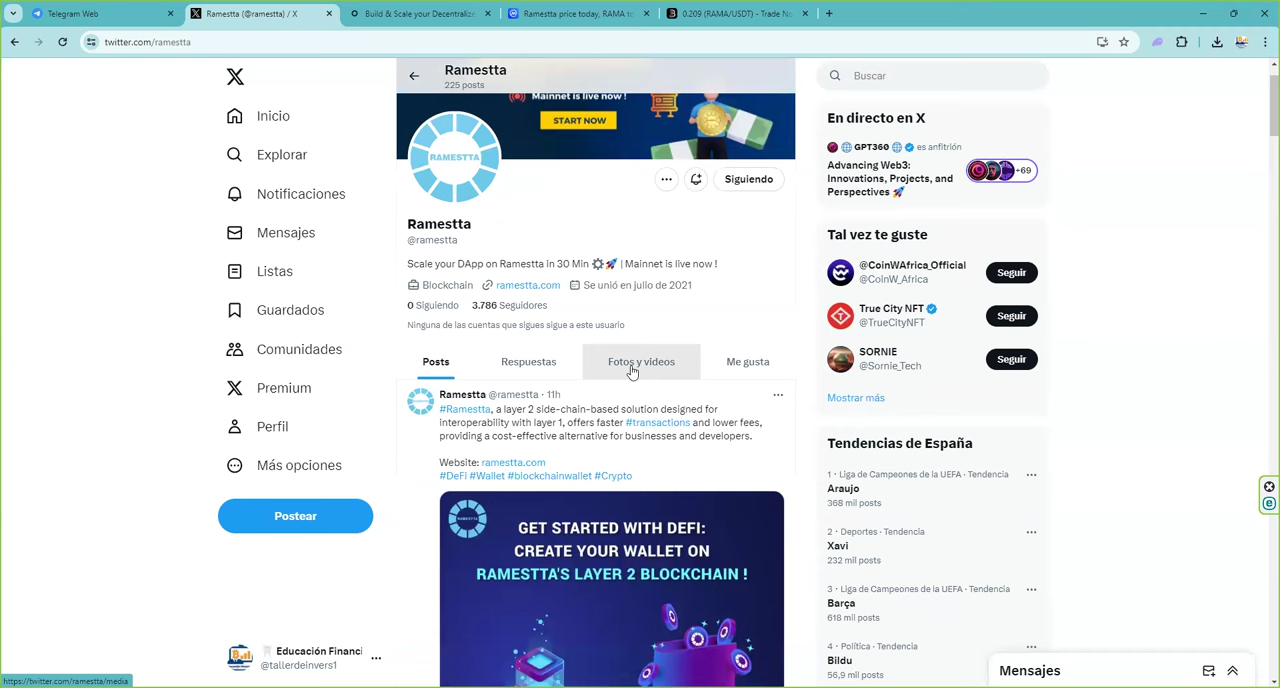 Telegram Web
Ramestta (@ramestta) / X
Build & Scale your Decentralize
Ramestta price today, RAMA to
0.209 (RAMA/USDT) - Trade No
twitter.com/ramestta
Ramestta
225 posts
Mainnet is live now !
START NOW
RAMESTTA
Siguiendo
Ramestta
@ramestta
Scale your DApp on Ramestta in 30 Min ⚙️🚀 | Mainnet is live now !
Blockchain ramestta.com Se unió en julio de 2021
0 Siguiendo 3.786 Seguidores
Ninguna de las cuentas que sigues sigue a este usuario
Posts Respuestas Fotos y videos Me gusta
Ramestta @ramestta · 11h
#Ramestta, a layer 2 side-chain-based solution designed for
interoperability with layer 1, offers faster #transactions and lower fees,
providing a cost-effective alternative for businesses and developers.
Website: ramestta.com
#DeFi #Wallet #blockchainwallet #Crypto
RAMESTTA
GET STARTED WITH DEFI:
CREATE YOUR WALLET ON
RAMESTTA'S LAYER 2 BLOCKCHAIN !
Inicio
Explorar
Notificaciones
Mensajes
Listas
Guardados
Comunidades
Premium
Perfil
Más opciones
Postear
Educación Financi
@tallerdeinvers1
https://twitter.com/ramestta/media
Buscar
En directo en X
GPT360 es anfitrión
Advancing Web3:
Innovations, Projects, and
Perspectives 🚀
+69
Tal vez te guste
@CoinWAfrica_Official
@CoinW_Africa
Seguir
True City NFT
@TrueCityNFT
Seguir
SORNIE
@Sornie_Tech
Seguir
Mostrar más
Tendencias de España
1 · Liga de Campeones de la UEFA · Tendencia
Araujo
368 mil posts
2 · Deportes · Tendencia
Xavi
232 mil posts
3 · Liga de Campeones de la UEFA · Tendencia
Barça
618 mil posts
4 · Política · Tendencia
Bildu
56,9 mil posts
Mensajes